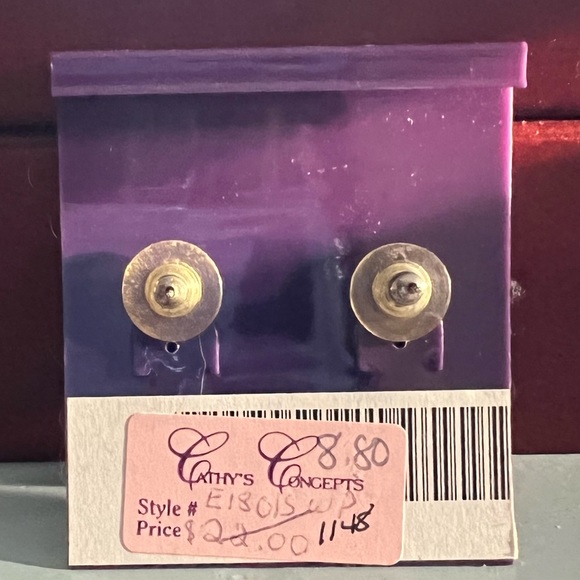 8.80
CATHY'S CONCEPTS
Style # E18015 WP
Price $22.00 1148